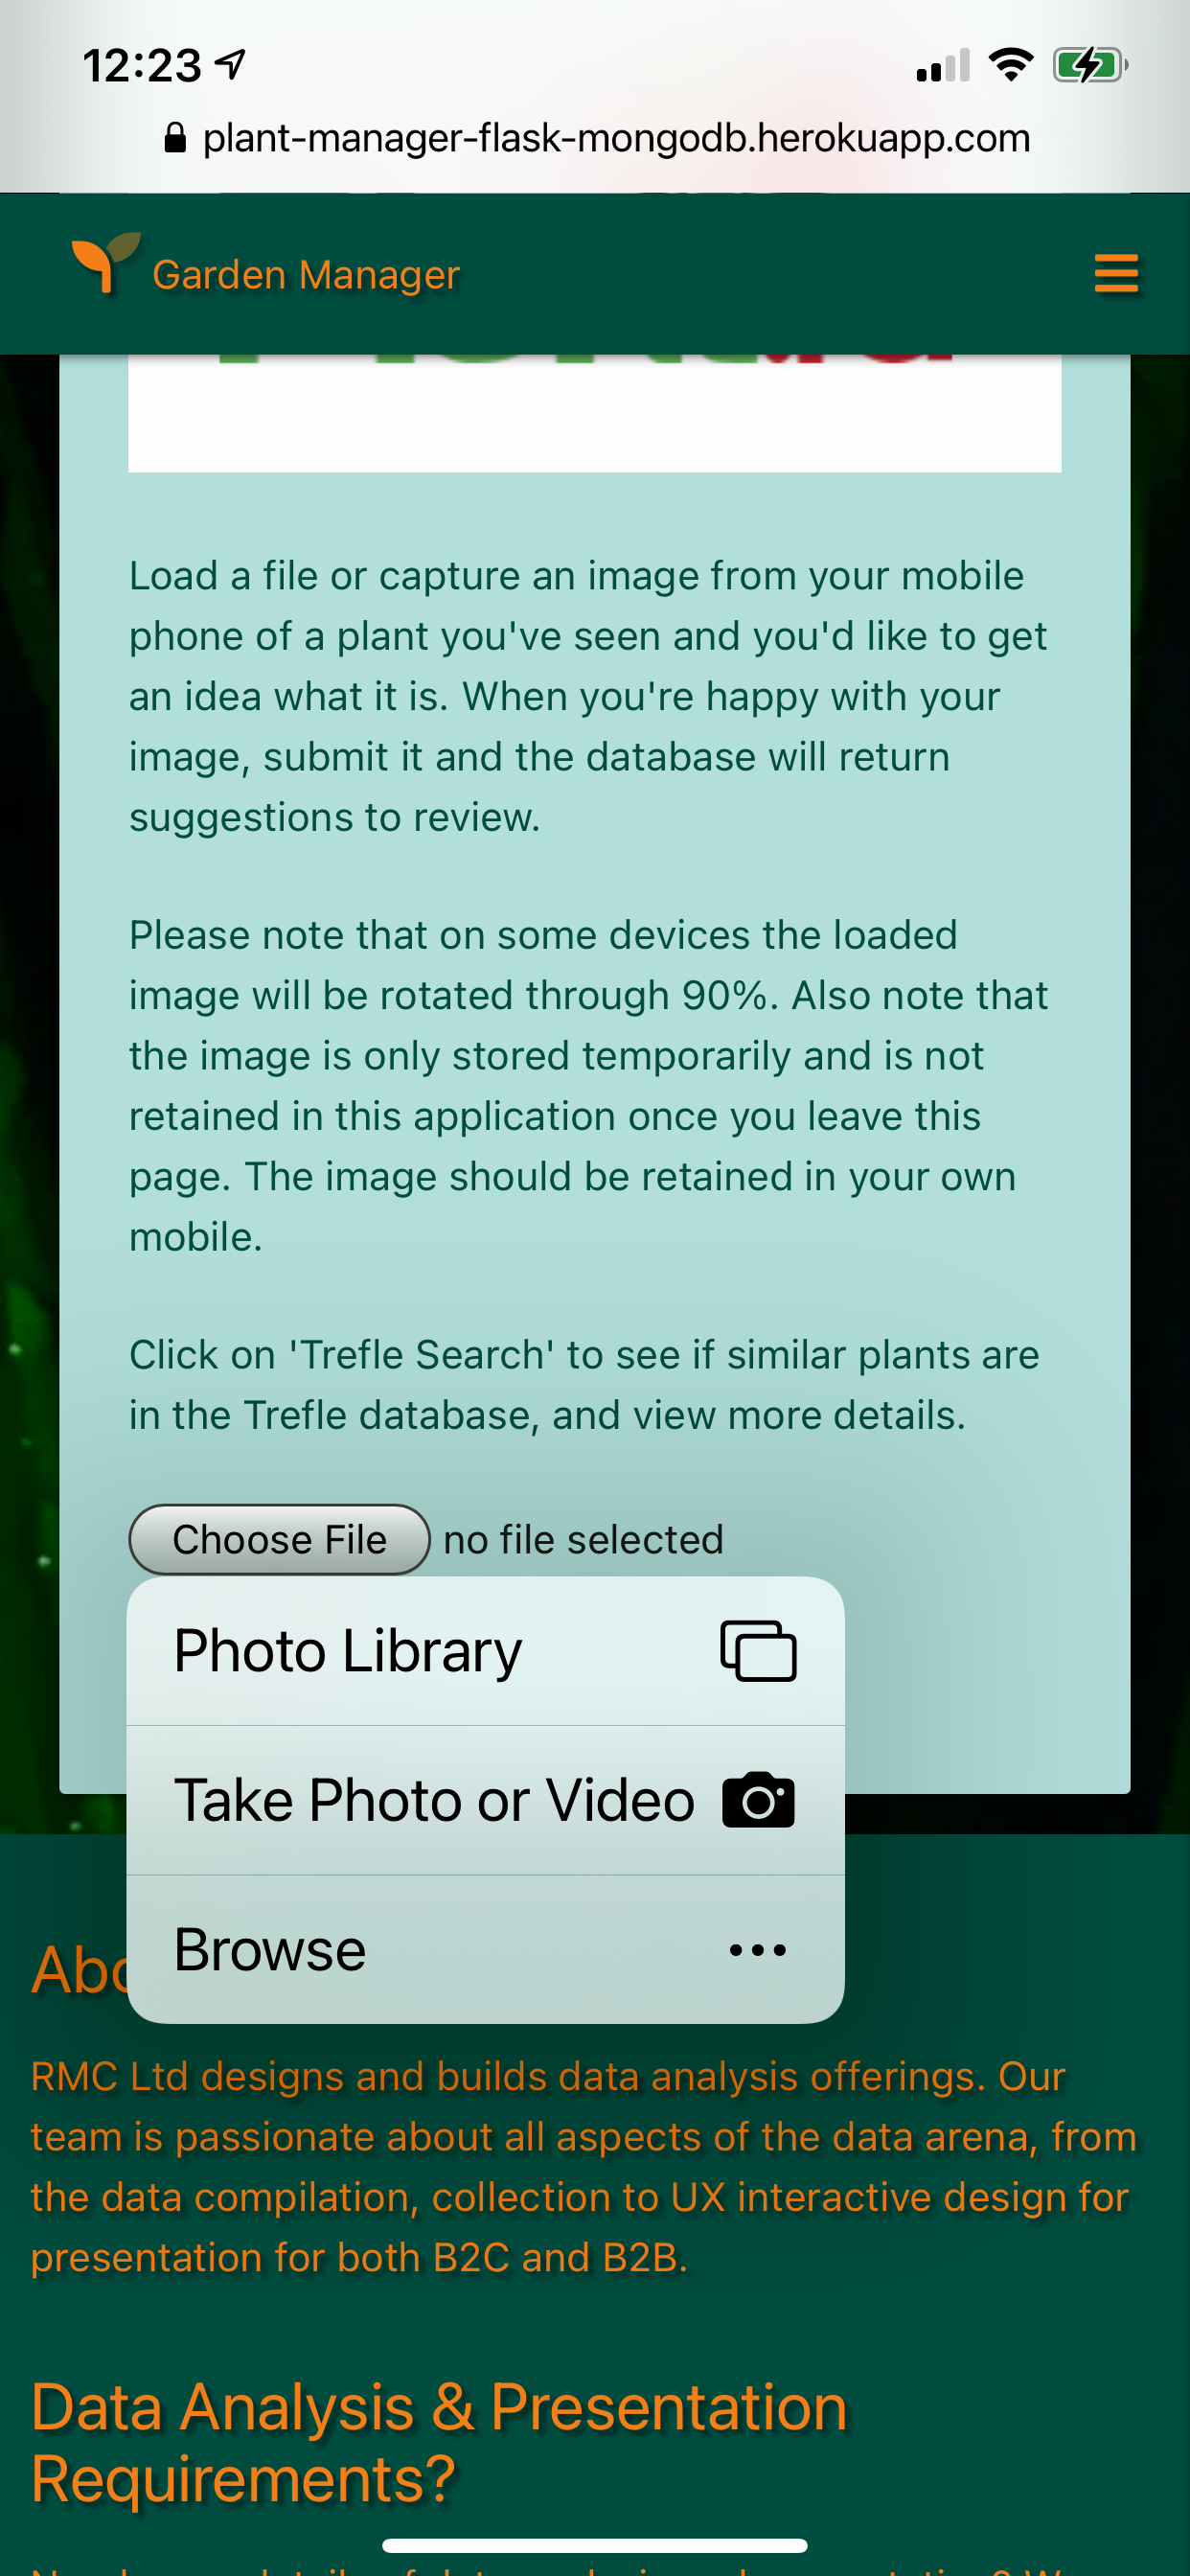 12:23
plant-manager-flask-mongodb.herokuapp.com
Garden Manager
Load a file or capture an image from your mobile
phone of a plant you've seen and you'd like to get
an idea what it is. When you're happy with your
image, submit it and the database will return
suggestions to review.
Please note that on some devices the loaded
image will be rotated through 90%. Also note that
the image is only stored temporarily and is not
retained in this application once you leave this
page. The image should be retained in your own
mobile.
Click on 'Trefle Search' to see if similar plants are
in the Trefle database, and view more details.
Choose File no file selected
Photo Library
Take Photo or Video
Browse
RMC Ltd designs and builds data analysis offerings. Our
team is passionate about all aspects of the data arena, from
the data compilation, collection to UX interactive design for
presentation for both B2C and B2B.
Data Analysis & Presentation
Requirements?